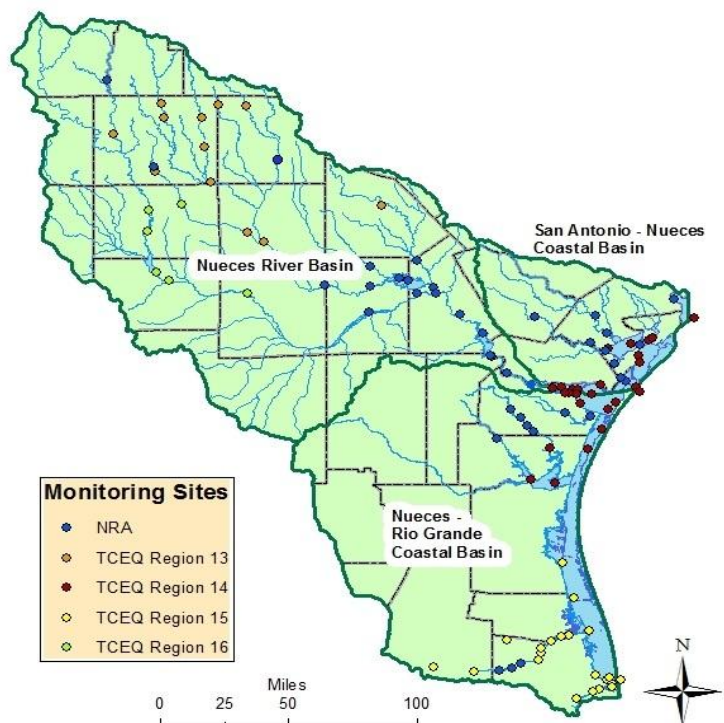 San Antonio - Nueces
Coastal Basin
Nueces River Basin
Nueces -
Rio Grande
Coastal Basin
Monitoring Sites
NRA
TCEQ Region 13
TCEQ Region 14
TCEQ Region 15
TCEQ Region 16
Miles
0 25 50 100
N